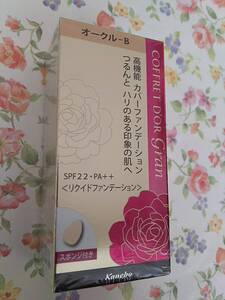 オークル-B
COFFRET D'OR gran
高機能 カバーファンデーション
つるんと ハリのある印象の肌へ
SPF22・PA++
<リクイドファンデーション>
スポンジ付き
Kanebo